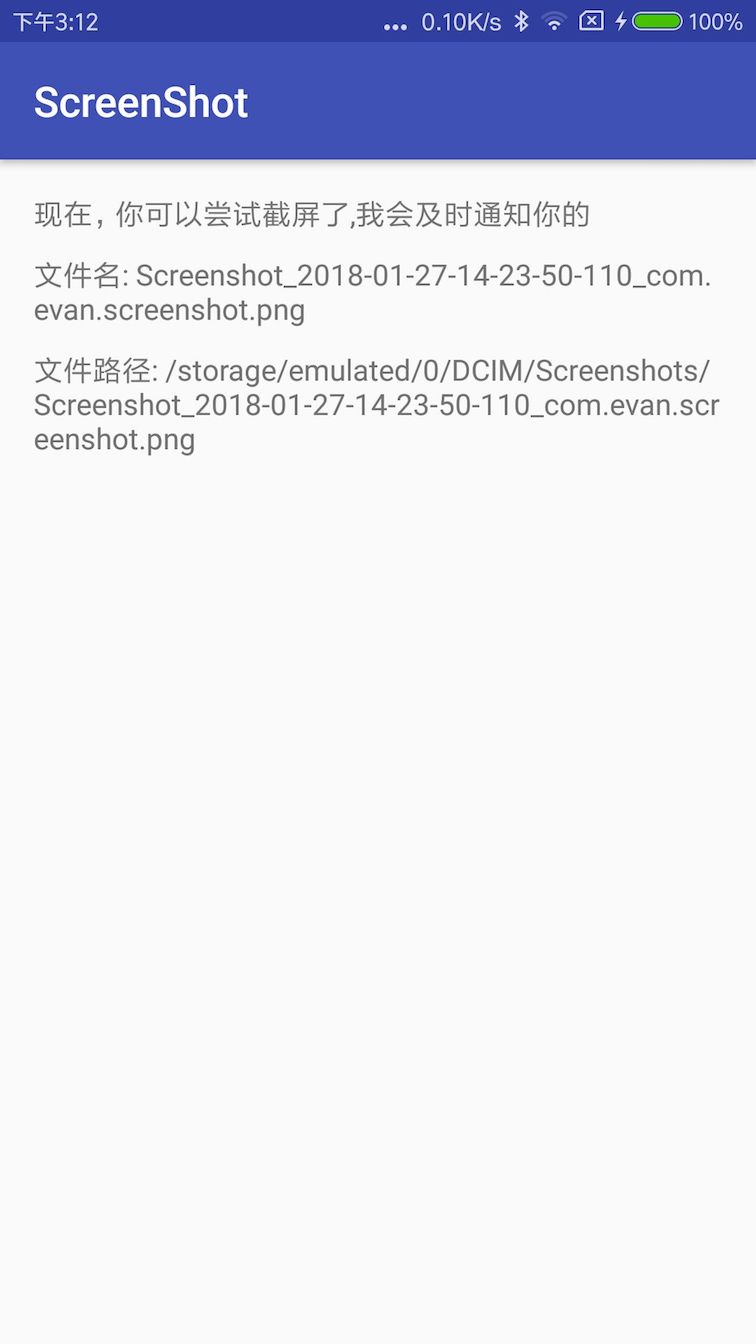 下午3:12 ... 0.10K/s 100%
ScreenShot
现在，你可以尝试截屏了,我会及时通知你的
文件名: Screenshot_2018-01-27-14-23-50-110_com.
evan.screenshot.png
文件路径: /storage/emulated/0/DCIM/Screenshots/
Screenshot_2018-01-27-14-23-50-110_com.evan.scr
eenshot.png